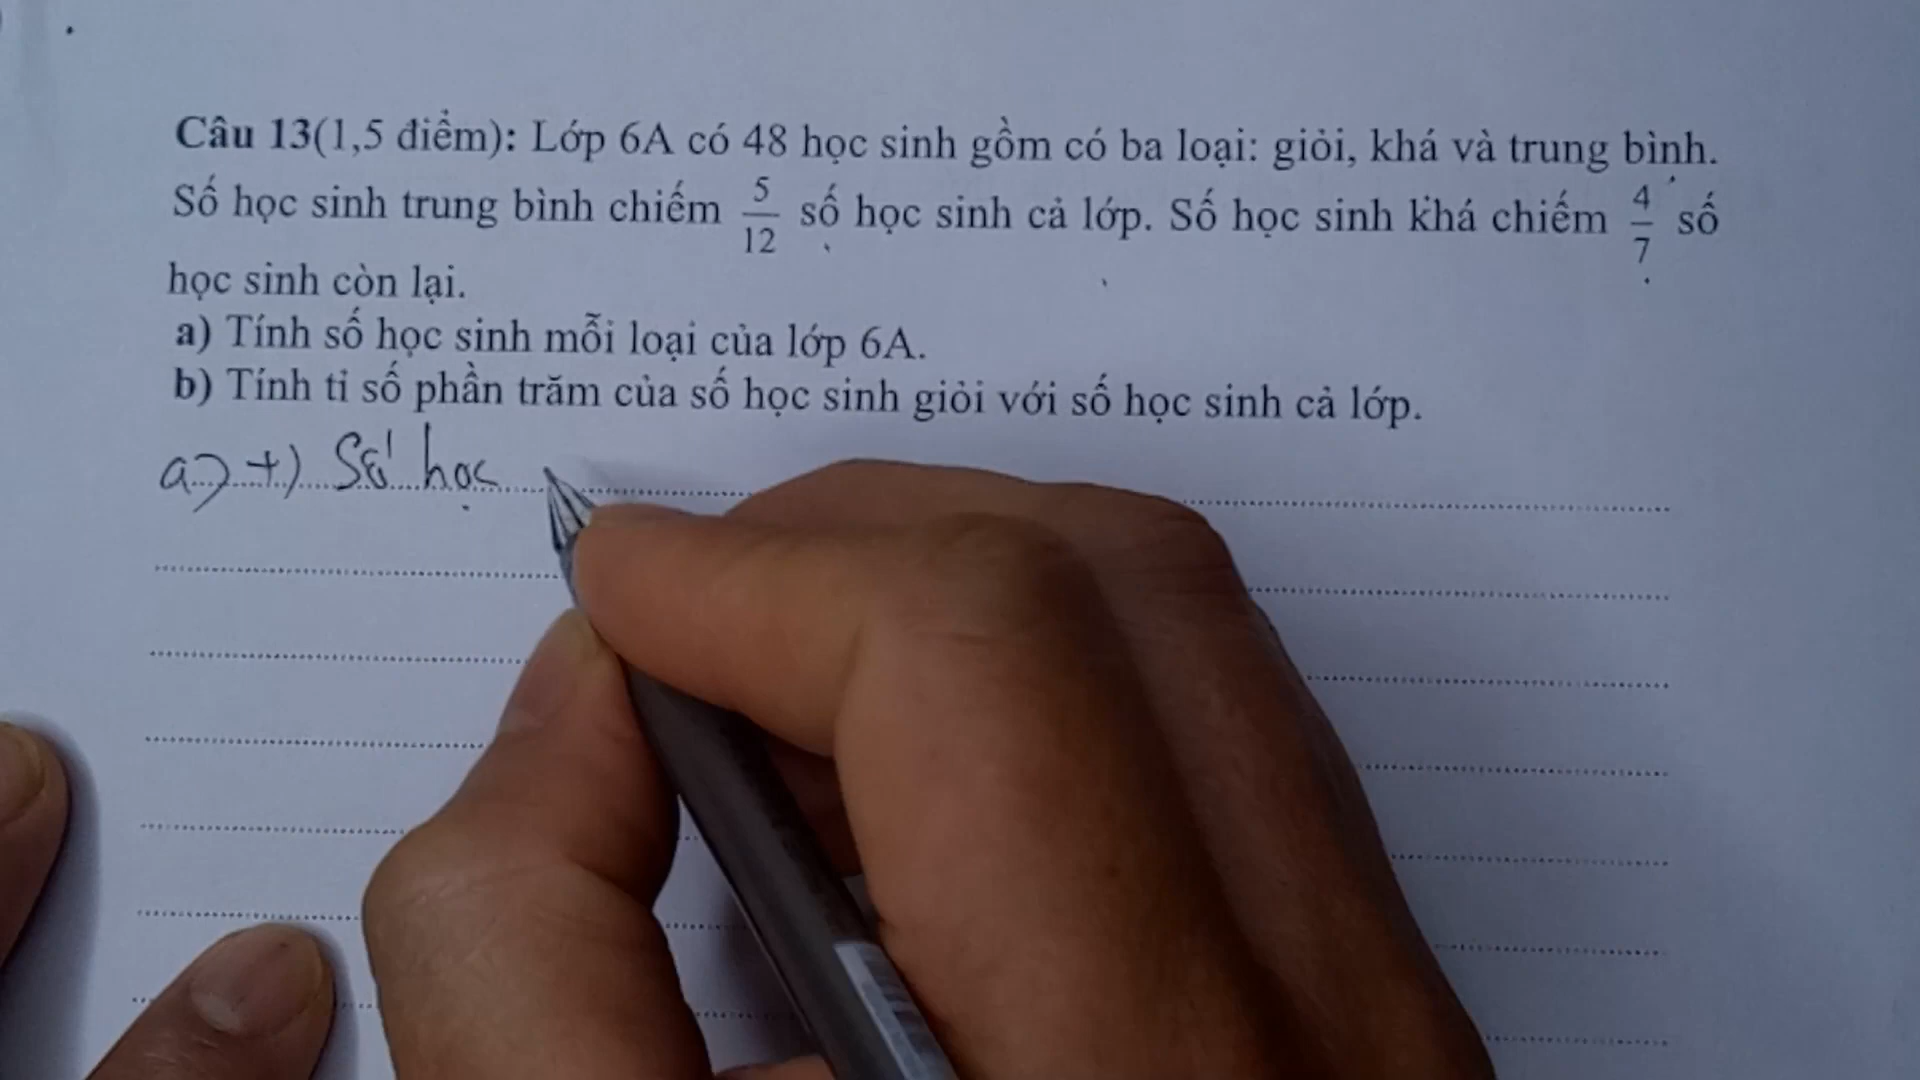 Câu 13(1,5 điểm): Lớp 6A có 48 học sinh gồm có ba loại: giỏi, khá và trung bình.
Số học sinh trung bình chiếm 5/12 số học sinh cả lớp. Số học sinh khá chiếm 4/7 số
học sinh còn lại.
a) Tính số học sinh mỗi loại của lớp 6A.
b) Tính tỉ số phần trăm của số học sinh giỏi với số học sinh cả lớp.
a) +) Số học